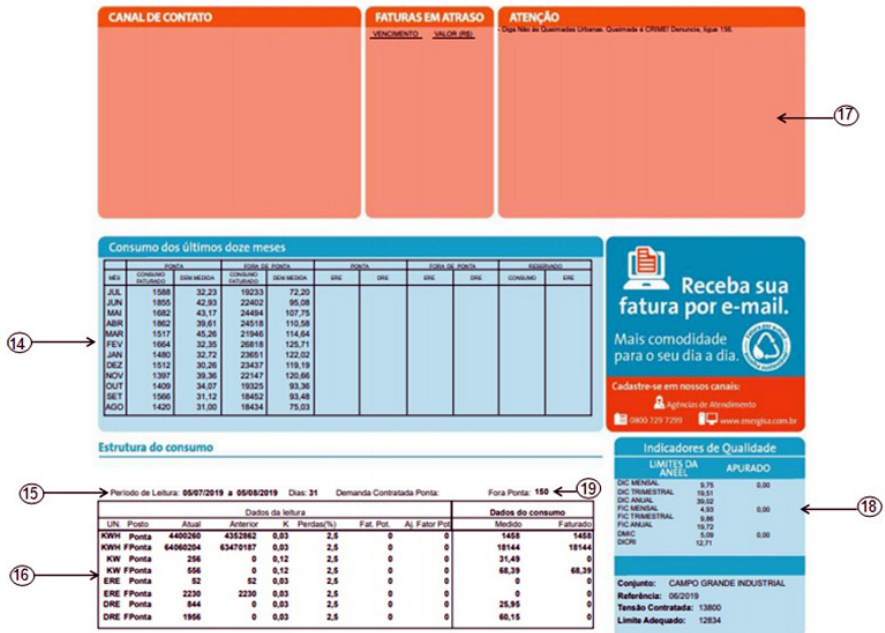 CANAL DE CONTATO
FATURAS EM ATRASO
VENCIMENTO VALOR (R$)
ATENÇÃO
- Diga Não às Queimadas Urbanas. Queimada é CRIME! Denuncie, ligue 156.
17
Consumo dos últimos doze meses
PONTA FORA DE PONTA PONTA FORA DE PONTA RESERVADO
MÊS CONSUMO FATURADO DEM MEDIDA CONSUMO FATURADO DEM MEDIDA ERE DRE ERE DRE CONSUMO ERE
JUL 1588 32,23 19233 72,20
JUN 1855 42,93 22402 95,08
MAI 1682 43,17 24494 107,75
ABR 1862 39,61 24518 110,58
MAR 1517 45,26 21946 114,64
FEV 1664 32,35 26818 125,71
JAN 1480 32,72 23651 122,02
DEZ 1512 30,26 23437 119,19
NOV 1397 39,36 22147 120,66
OUT 1409 34,07 19325 93,36
SET 1566 31,12 18452 93,48
AGO 1420 31,00 18434 75,03
14
Receba sua
fatura por e-mail.
Mais comodidade
para o seu dia a dia.
Cadastre-se em nossos canais:
Agências de Atendimento
0800 729 7299 www.energisa.com.br
Estrutura do consumo
15
Período de Leitura: 05/07/2019 a 05/08/2019 Dias: 31 Demanda Contratada Ponta: Fora Ponta: 150
19
Dados da leitura Dados do consumo
UN. Posto Atual Anterior K Perdas(%) Fat. Pot. Aj. Fator Pot Medido Faturado
KWH Ponta 4400260 4352862 0,03 2,5 0 0 1458 1458
KWH FPonta 64060204 63470187 0,03 2,5 0 0 18144 18144
KW Ponta 256 0 0,12 2,5 0 0 31,49 0
KW FPonta 556 0 0,12 2,5 0 0 68,39 68,39
ERE Ponta 52 52 0,03 2,5 0 0 0 0
ERE FPonta 2230 2230 0,03 2,5 0 0 0 0
DRE Ponta 844 0 0,03 2,5 0 0 25,95 0
DRE FPonta 1956 0 0,03 2,5 0 0 60,15 0
16
Indicadores de Qualidade
LIMITES DA ANEEL APURADO
DIC MENSAL 9,75 0,00
DIC TRIMESTRAL 19,51
DIC ANUAL 39,02
FIC MENSAL 4,93 0,00
FIC TRIMESTRAL 9,86
FIC ANUAL 19,72
DMIC 5,09 0,00
DICRI 12,71
18
Conjunto: CAMPO GRANDE INDUSTRIAL
Referência: 06/2019
Tensão Contratada: 13800
Limite Adequado: 12834